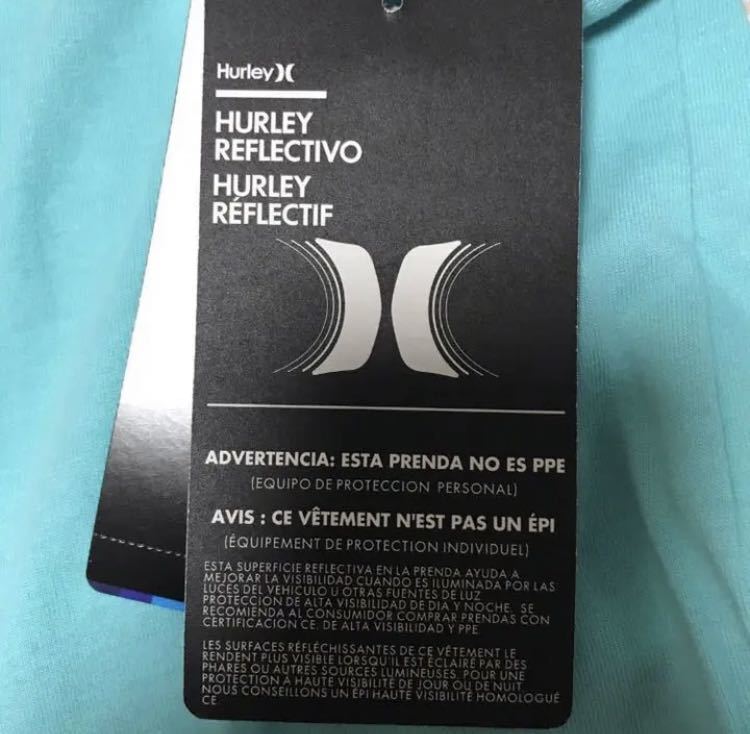 Hurley
HURLEY
REFLECTIVO
HURLEY
RÉFLECTIF
ADVERTENCIA: ESTA PRENDA NO ES PPE
(EQUIPO DE PROTECCION PERSONAL)
AVIS : CE VÊTEMENT N'EST PAS UN ÉPI
(ÉQUIPEMENT DE PROTECTION INDIVIDUEL)
ESTA SUPERFICIE REFLECTIVA EN LA PRENDA AYUDA A
MEJORAR LA VISIBILIDAD CUANDO ES ILUMINADA POR LAS
LUCES DEL VEHICULO U OTRAS FUENTES DE LUZ
PROTECCION DE ALTA VISIBILIDAD DE DIA Y NOCHE. SE
RECOMIENDA AL CONSUMIDOR COMPRAR PRENDAS CON
CERTIFICACION CE. DE ALTA VISIBILIDAD Y PPE.
LES SURFACES RÉFLÉCHISSANTES DE CE VÊTEMENT LE
RENDENT PLUS VISIBLE LORSQU'IL EST ÉCLAIRÉ PAR DES
PHARES OU AUTRES SOURCES LUMINEUSES. POUR UNE
PROTECTION A HAUTE VISIBILITÉ DE JOUR OU DE NUIT
NOUS CONSEILLONS UN ÉPI HAUTE VISIBILITÉ HOMOLOGUÉ
CE.